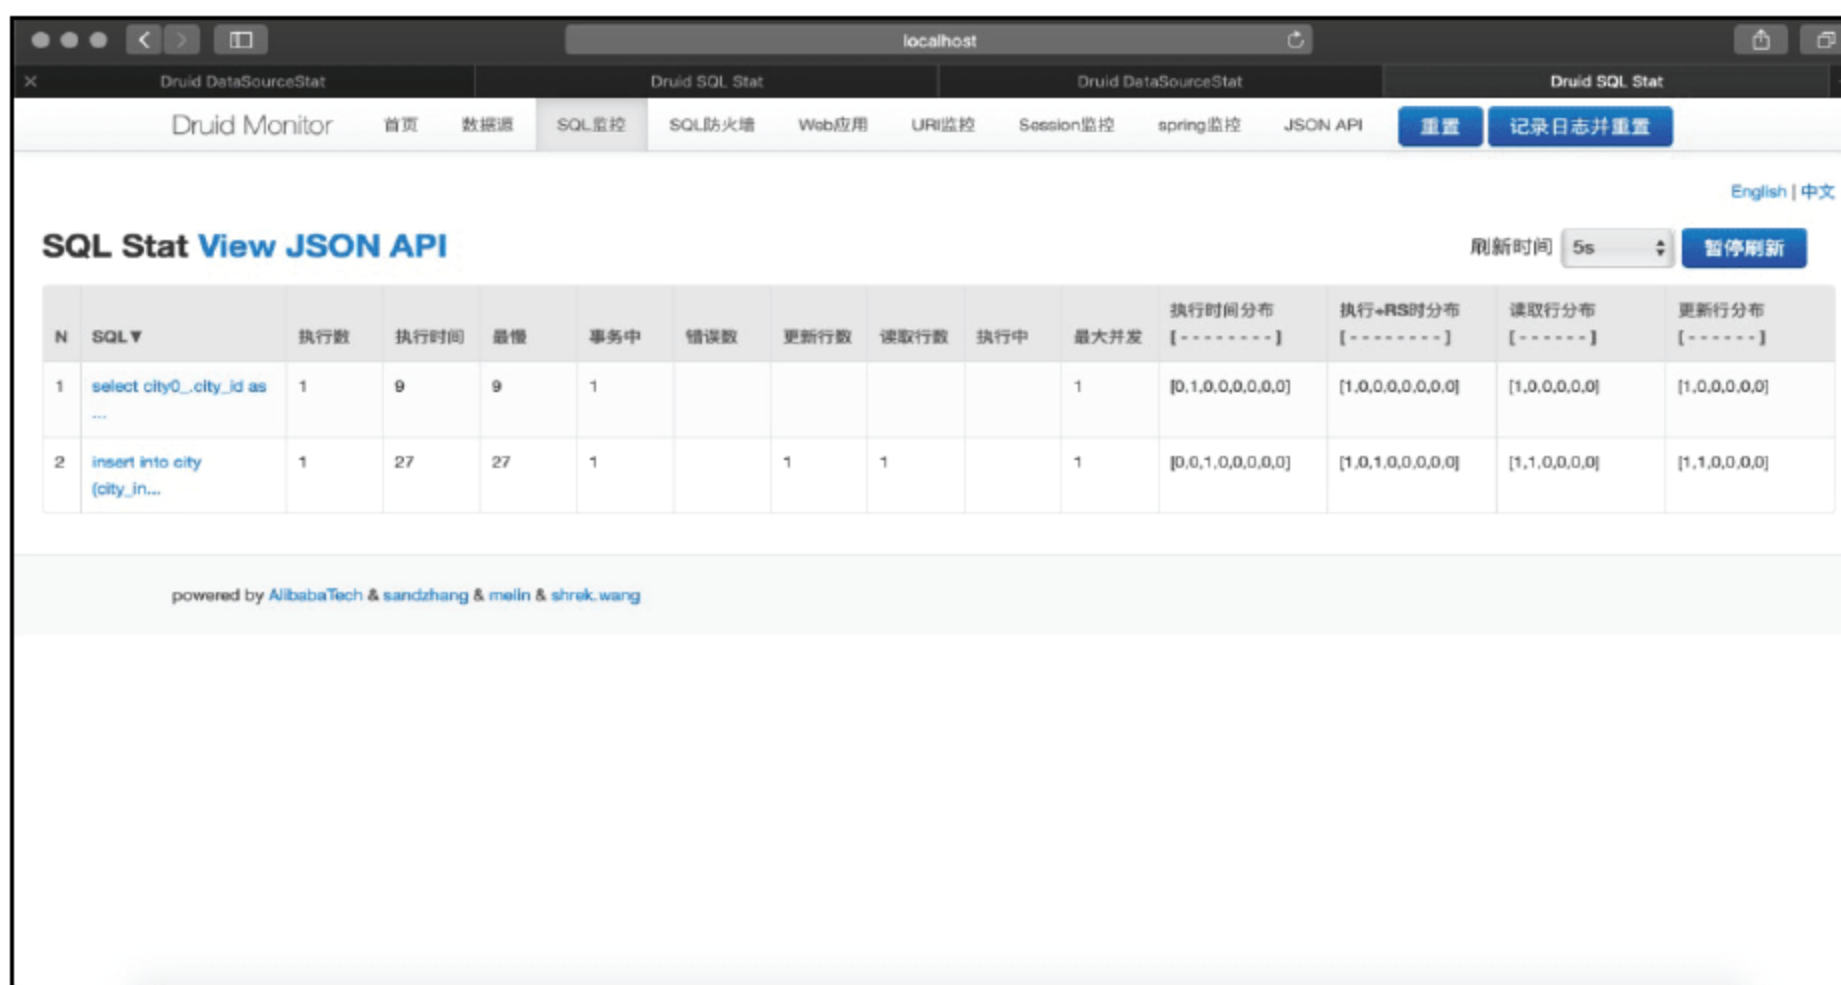 localhost
Druid DataSourceStat Druid SQL Stat Druid DataSourceStat Druid SQL Stat
Druid Monitor 首页 数据源 SQL监控 SQL防火墙 Web应用 URI监控 Session监控 spring监控 JSON API 重置 记录日志并重置
English | 中文
SQL Stat View JSON API 刷新时间 5s 暂停刷新
N SQL▼ 执行数 执行时间 最慢 事务中 错误数 更新行数 读取行数 执行中 最大并发 执行时间分布 执行+RS时分布 读取行分布 更新行分布
[ - - - - - - - - ] [ - - - - - - - - ] [ - - - - - - ] [ - - - - - - ]
1 select city0_.city_id as 1 9 9 1 1 [0,1,0,0,0,0,0,0] [1,0,0,0,0,0,0,0] [1,0,0,0,0,0] [1,0,0,0,0,0]
...
2 insert into city 1 27 27 1 1 1 1 [0,0,1,0,0,0,0,0] [1,0,1,0,0,0,0,0] [1,1,0,0,0,0] [1,1,0,0,0,0]
(city_in...
powered by AlibabaTech & sandzhang & melin & shrek.wang